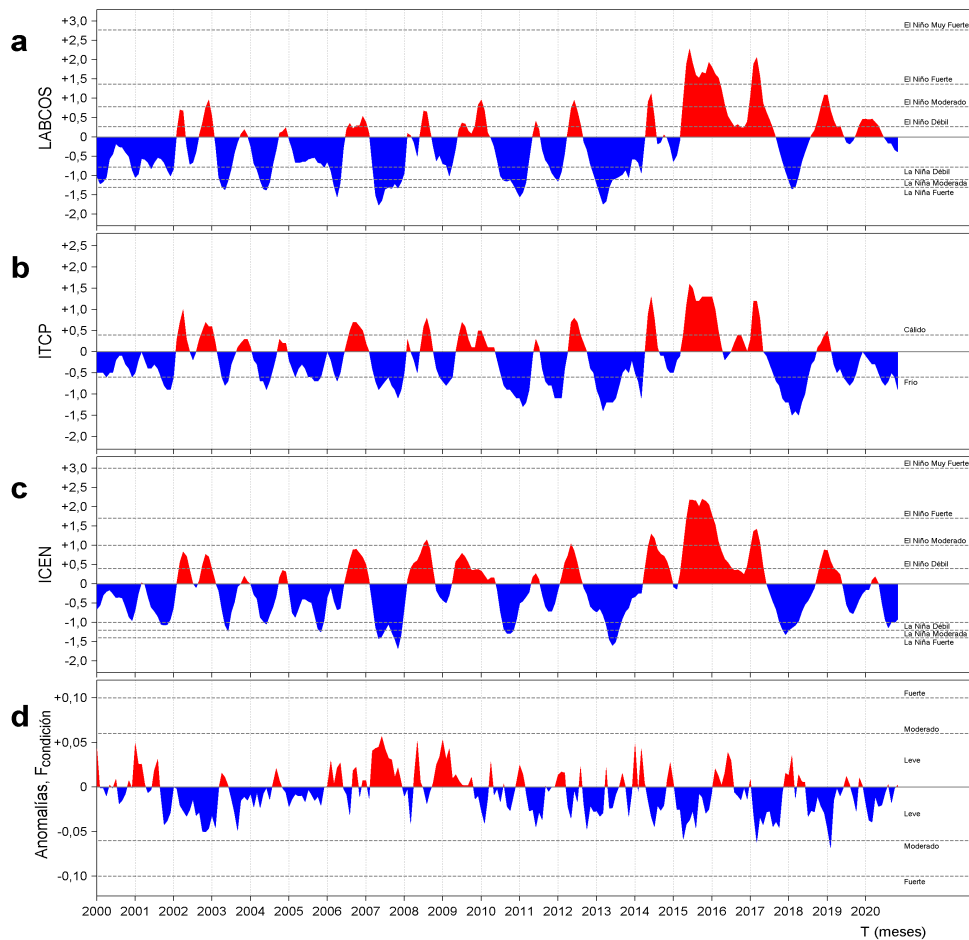 a
LABCOS
+3,0
+2,5
+2,0
+1,5
+1,0
+0,5
0
-0,5
-1,0
-1,5
-2,0
El Niño Muy Fuerte
El Niño Fuerte
El Niño Moderado
El Niño Débil
La Niña Débil
La Niña Moderada
La Niña Fuerte
b
ITCP
+2,5
+2,0
+1,5
+1,0
+0,5
0
-0,5
-1,0
-1,5
-2,0
Cálido
Frio
c
ICEN
+3,0
+2,5
+2,0
+1,5
+1,0
+0,5
0
-0,5
-1,0
-1,5
-2,0
El Niño Muy Fuerte
El Niño Fuerte
El Niño Moderado
El Niño Débil
La Niña Débil
La Niña Moderada
La Niña Fuerte
d
Anomalías, Fcondición
+0,10
+0,05
0
-0,05
-0,10
Fuerte
Moderado
Leve
Leve
Moderado
Fuerte
2000 2001 2002 2003 2004 2005 2006 2007 2008 2009 2010 2011 2012 2013 2014 2015 2016 2017 2018 2019 2020
T (meses)